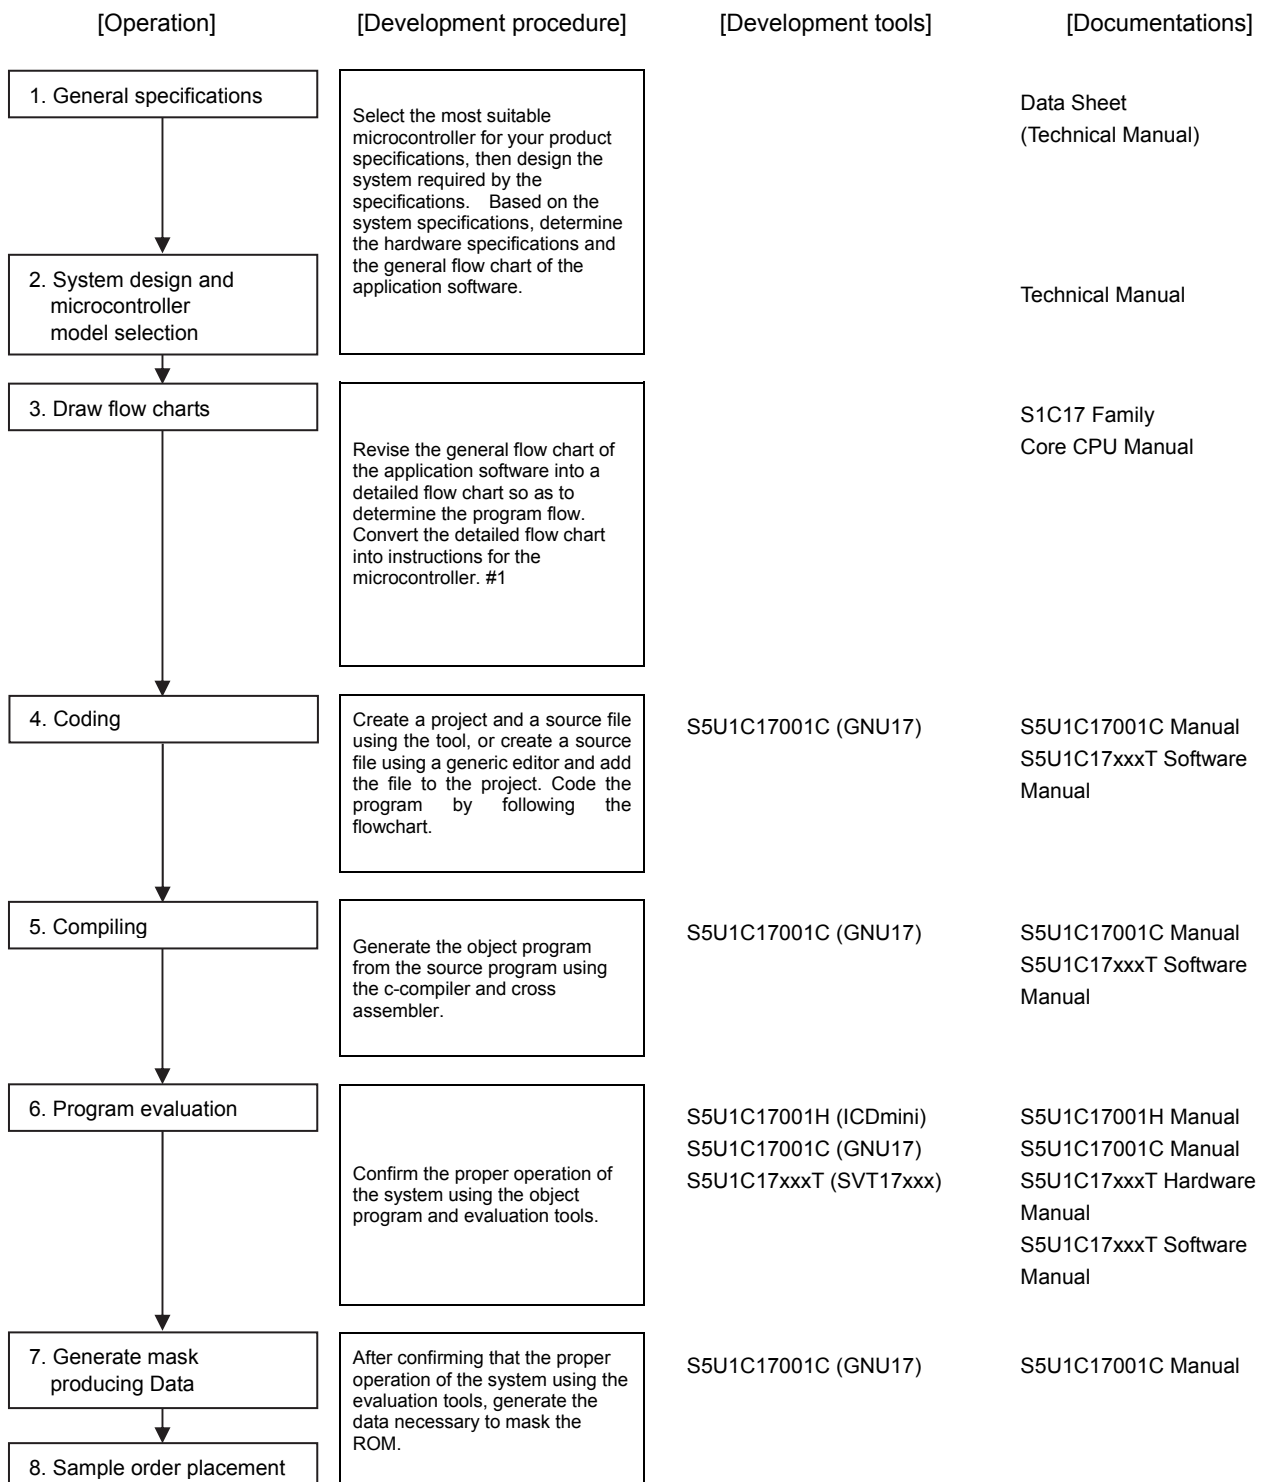 [Operation]
[Development procedure]
[Development tools]
[Documentations]
1. General specifications
Select the most suitable
microcontroller for your product
specifications, then design the
system required by the
specifications. Based on the
system specifications, determine
the hardware specifications and
the general flow chart of the
application software.
Data Sheet
(Technical Manual)
2. System design and
microcontroller
model selection
Technical Manual
3. Draw flow charts
Revise the general flow chart of
the application software into a
detailed flow chart so as to
determine the program flow.
Convert the detailed flow chart
into instructions for the
microcontroller. #1
S1C17 Family
Core CPU Manual
4. Coding
Create a project and a source file
using the tool, or create a source
file using a generic editor and add
the file to the project. Code the
program by following the
flowchart.
S5U1C17001C (GNU17)
S5U1C17001C Manual
S5U1C17xxxT Software
Manual
5. Compiling
Generate the object program
from the source program using
the c-compiler and cross
assembler.
S5U1C17001C (GNU17)
S5U1C17001C Manual
S5U1C17xxxT Software
Manual
6. Program evaluation
Confirm the proper operation of
the system using the object
program and evaluation tools.
S5U1C17001H (ICDmini)
S5U1C17001C (GNU17)
S5U1C17xxxT (SVT17xxx)
S5U1C17001H Manual
S5U1C17001C Manual
S5U1C17xxxT Hardware
Manual
S5U1C17xxxT Software
Manual
7. Generate mask
producing Data
After confirming that the proper
operation of the system using the
evaluation tools, generate the
data necessary to mask the
ROM.
S5U1C17001C (GNU17)
S5U1C17001C Manual
8. Sample order placement